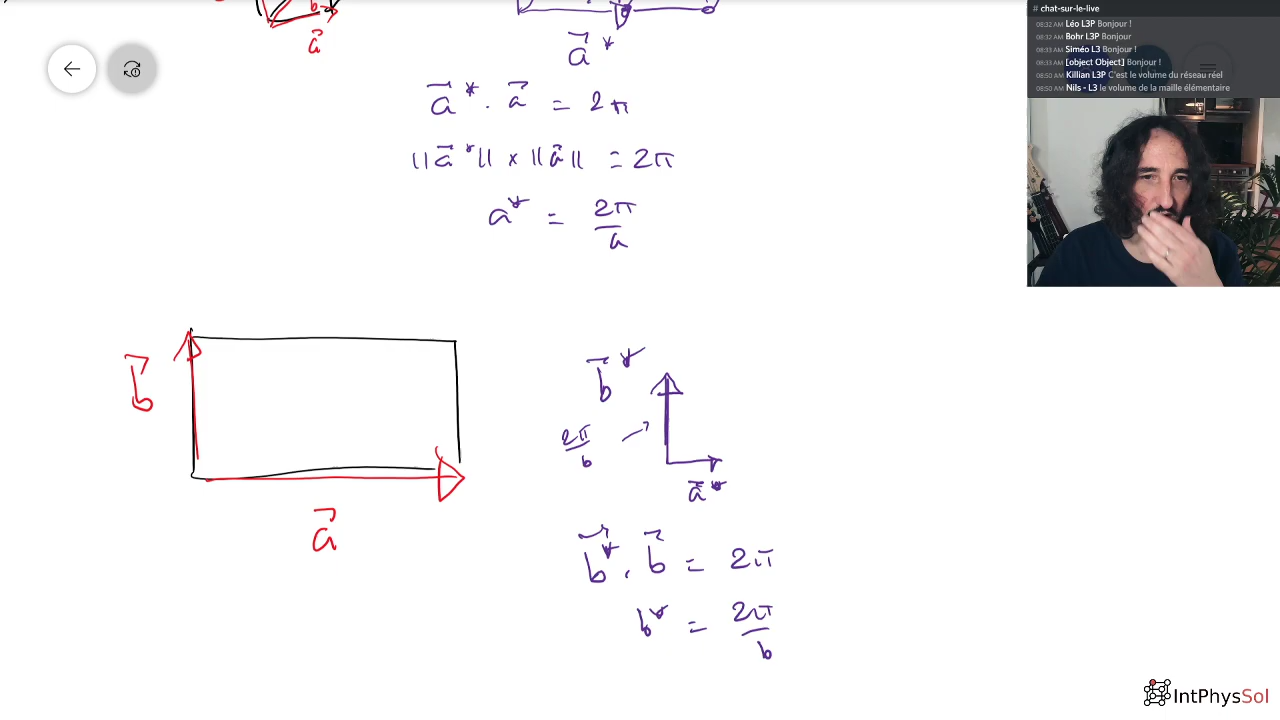 b
a⃗
a⃗*
a⃗* . a⃗ = 2π
||a⃗*|| x ||a⃗|| = 2π
a* = 2π/a
b⃗
a⃗
b⃗*
2π/b
a⃗*
b⃗* . b⃗ = 2π
b* = 2π/b
# chat-sur-le-live
08:32 AM Léo L3P Bonjour !
08:32 AM Bohr L3P Bonjour
08:33 AM Siméo L3 Bonjour !
08:33 AM [object Object] Bonjour !
08:50 AM Killian L3P C'est le volume du réseau réel
08:50 AM Nils - L3 le volume de la maille élémentaire
IntPhysSol